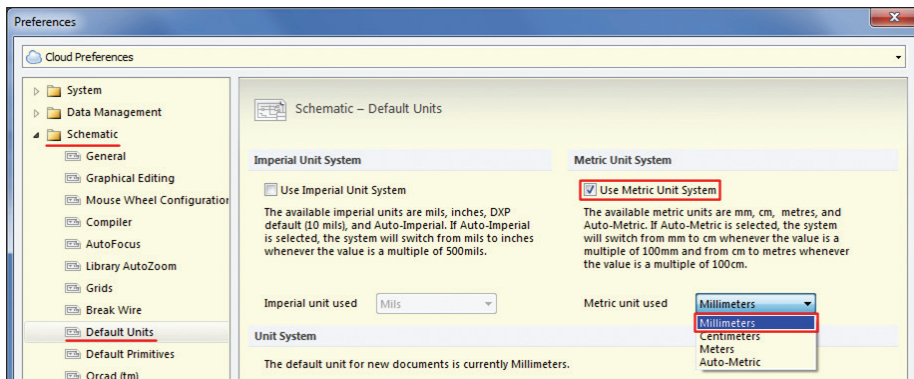 Preferences
x
Cloud Preferences
System
Data Management
Schematic
General
Graphical Editing
Mouse Wheel Configuration
Compiler
AutoFocus
Library AutoZoom
Grids
Break Wire
Default Units
Default Primitives
Orcad (tm)
Schematic – Default Units
Imperial Unit System
Use Imperial Unit System
The available imperial units are mils, inches, DXP
default (10 mils), and Auto-Imperial. If Auto-Imperial
is selected, the system will switch from mils to inches
whenever the value is a multiple of 500mils.
Imperial unit used
Mils
Metric Unit System
Use Metric Unit System
The available metric units are mm, cm, metres, and
Auto-Metric. If Auto-Metric is selected, the system
will switch from mm to cm whenever the value is a
multiple of 100mm and from cm to metres whenever
the value is a multiple of 100cm.
Metric unit used
Millimeters
Millimeters
Centimeters
Meters
Auto-Metric
Unit System
The default unit for new documents is currently Millimeters.